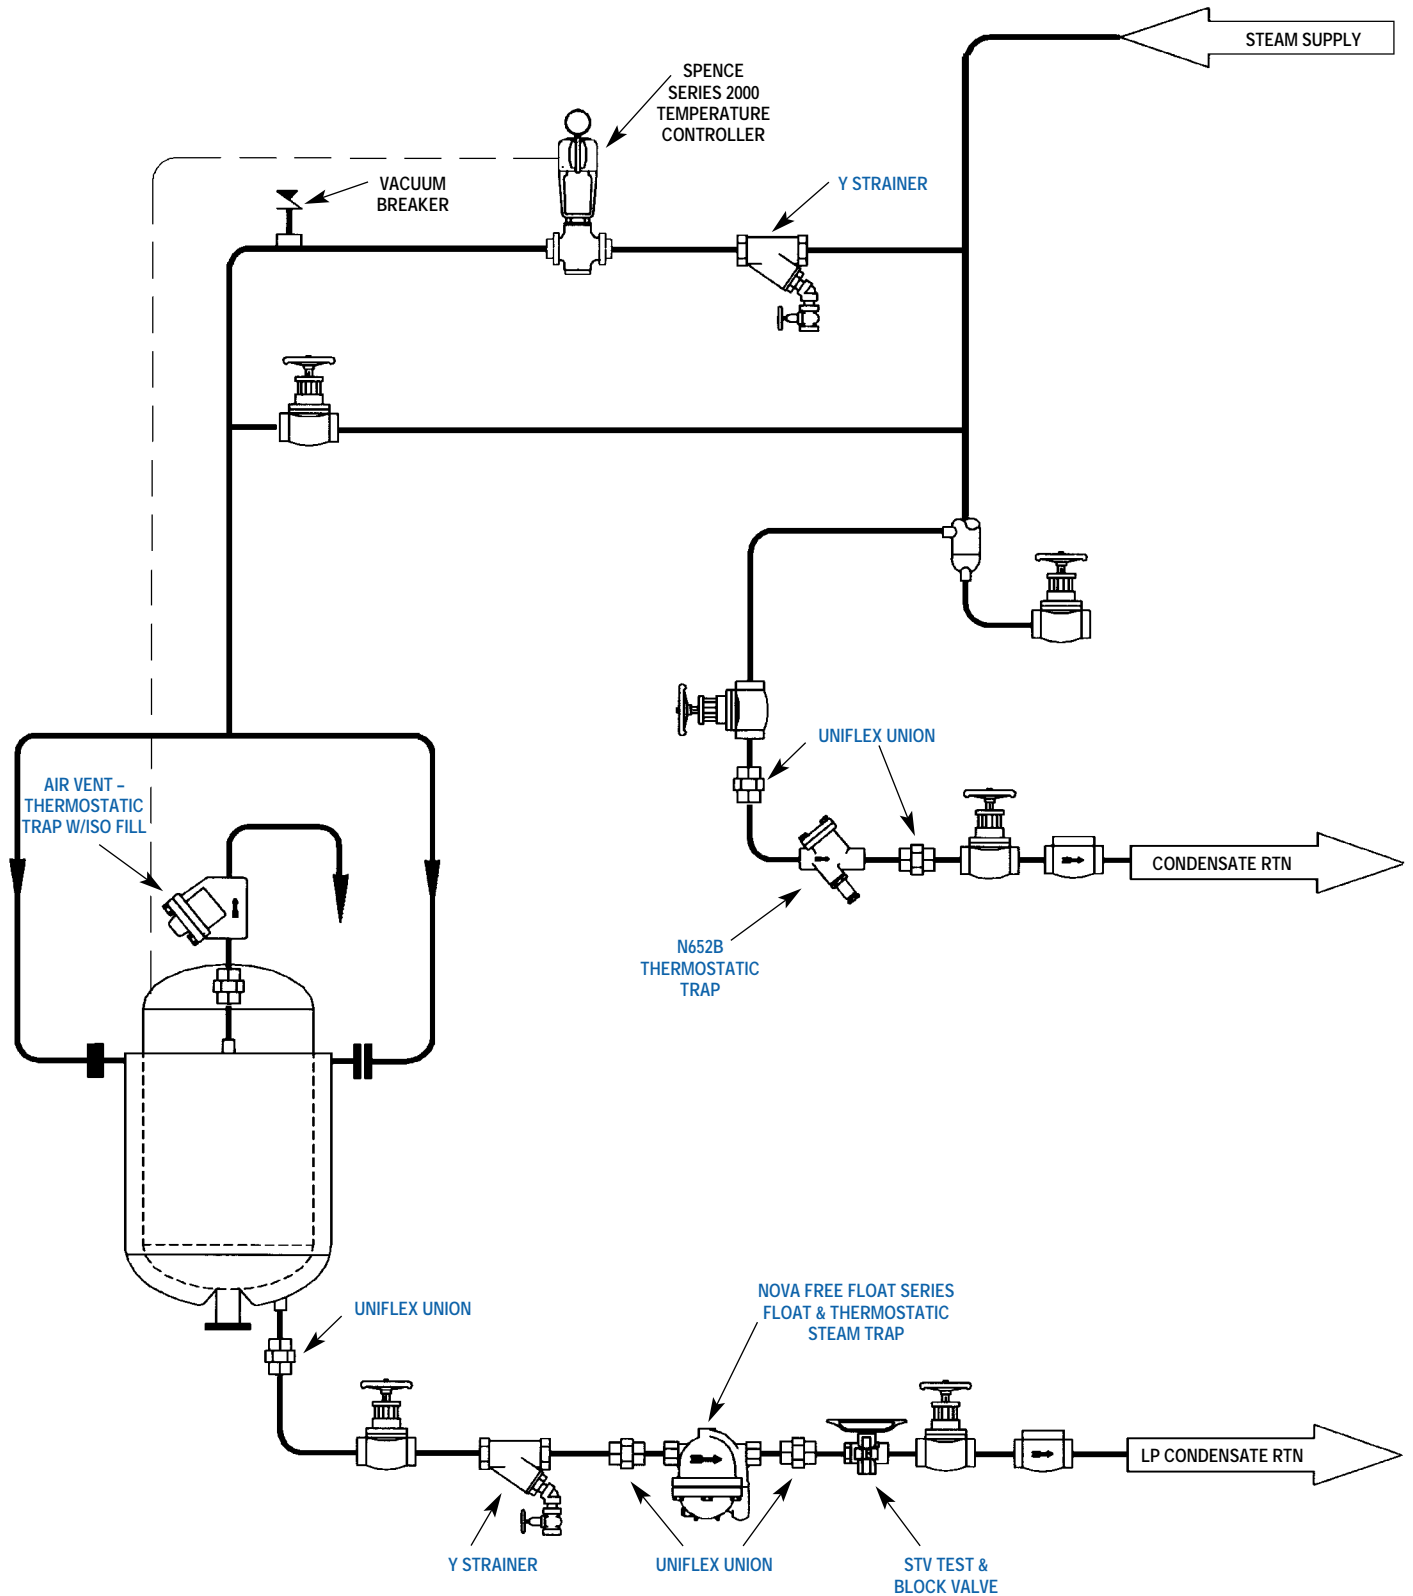 STEAM SUPPLY
SPENCE
SERIES 2000
TEMPERATURE
CONTROLLER
VACUUM
BREAKER
Y STRAINER
UNIFLEX UNION
AIR VENT –
THERMOSTATIC
TRAP W/ISO FILL
CONDENSATE RTN
N652B
THERMOSTATIC
TRAP
UNIFLEX UNION
NOVA FREE FLOAT SERIES
FLOAT & THERMOSTATIC
STEAM TRAP
LP CONDENSATE RTN
Y STRAINER
UNIFLEX UNION
STV TEST &
BLOCK VALVE